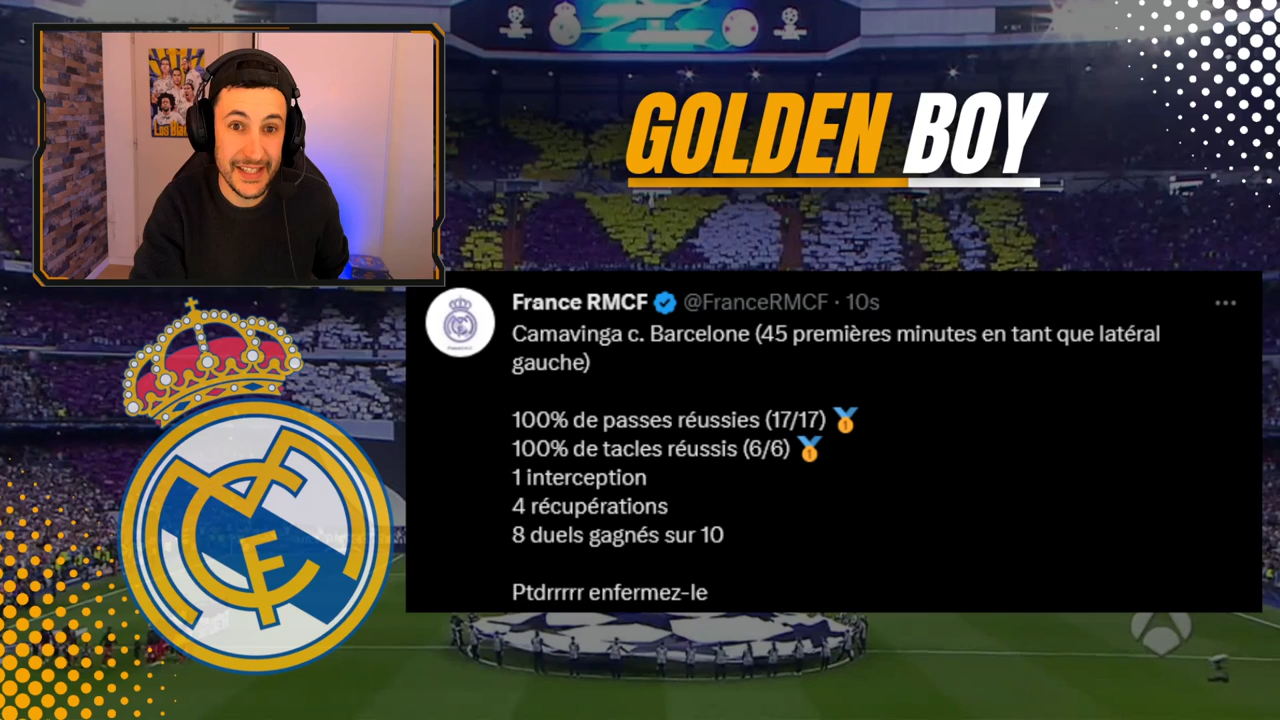 GOLDEN BOY
Los Bla
France RMCF @FranceRMCF · 10s
Camavinga c. Barcelone (45 premières minutes en tant que latéral
gauche)
100% de passes réussies (17/17) 🥇
100% de tacles réussis (6/6) 🥇
1 interception
4 récupérations
8 duels gagnés sur 10
Ptdrrrrr enfermez-le